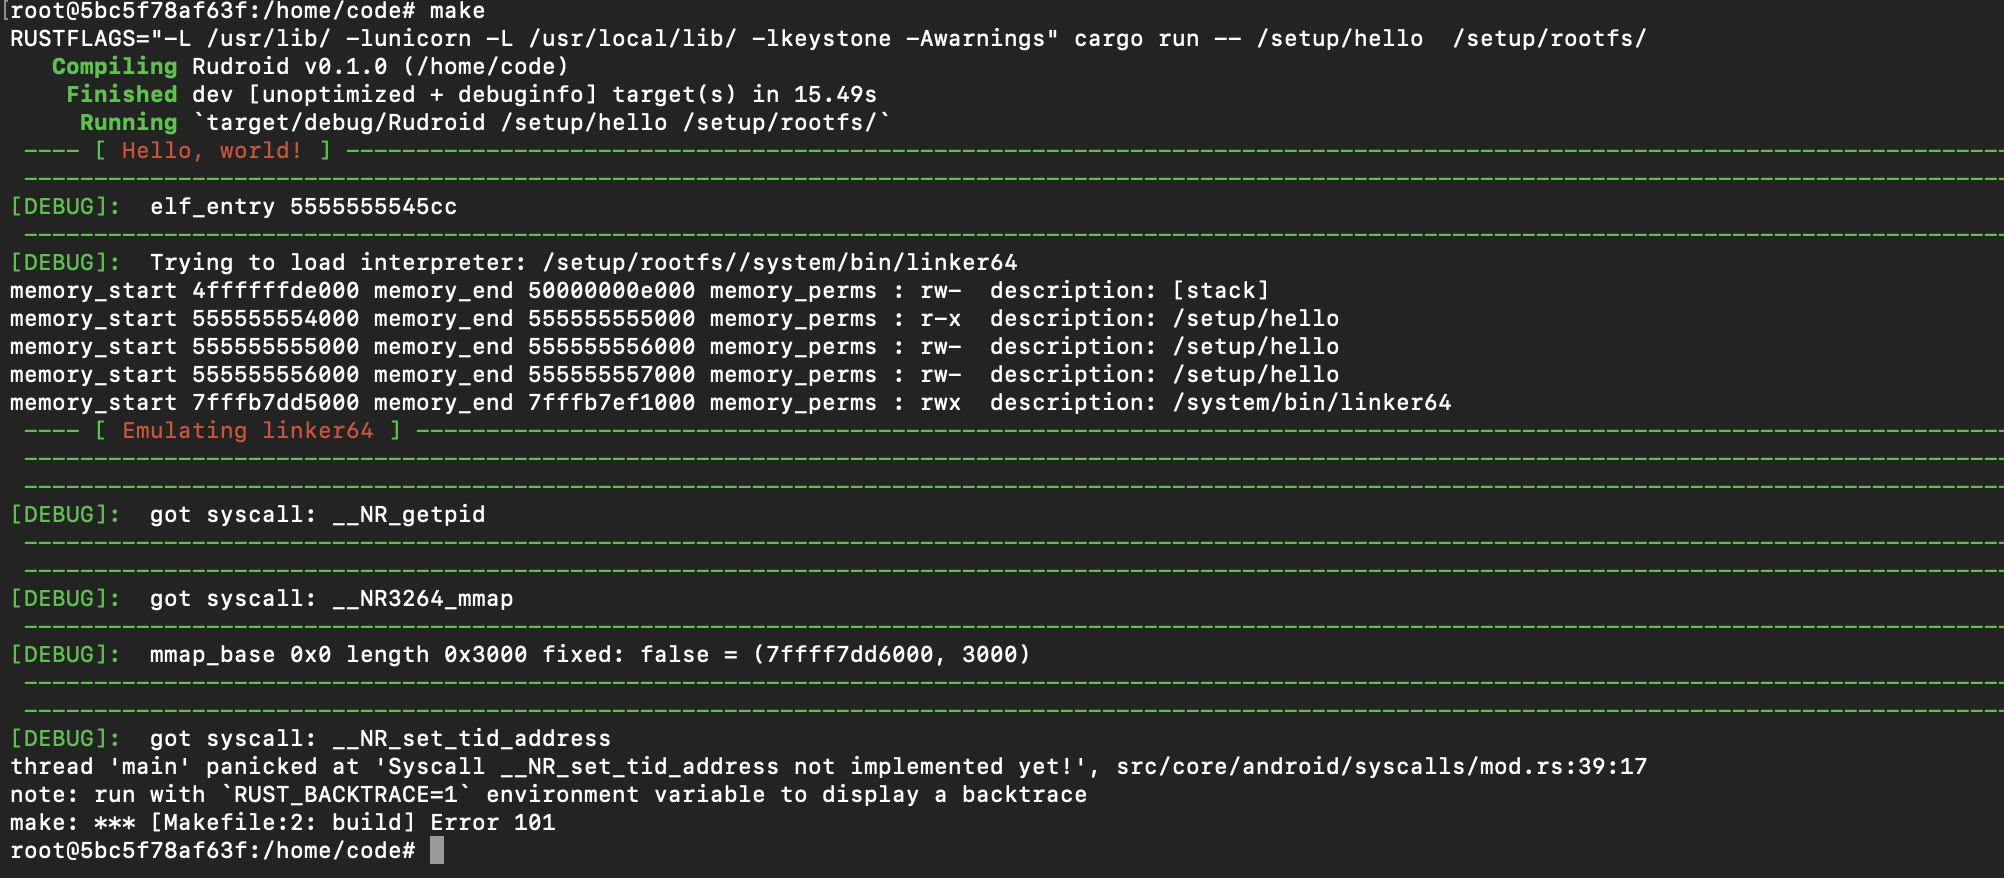 [root@5bc5f78af63f:/home/code# make
RUSTFLAGS="-L /usr/lib/ -lunicorn -L /usr/local/lib/ -lkeystone -Awarnings" cargo run -- /setup/hello  /setup/rootfs/
   Compiling Rudroid v0.1.0 (/home/code)
    Finished dev [unoptimized + debuginfo] target(s) in 15.49s
     Running `target/debug/Rudroid /setup/hello /setup/rootfs/`
 ---- [ Hello, world! ] ----------------------------------------------------------------------------------------------------------------------
 ---------------------------------------------------------------------------------------------------------------------------------------------
[DEBUG]:  elf_entry 5555555545cc
 ---------------------------------------------------------------------------------------------------------------------------------------------
[DEBUG]:  Trying to load interpreter: /setup/rootfs//system/bin/linker64
memory_start 4ffffffde000 memory_end 50000000e000 memory_perms : rw-  description: [stack]
memory_start 555555554000 memory_end 555555555000 memory_perms : r-x  description: /setup/hello
memory_start 555555555000 memory_end 555555556000 memory_perms : rw-  description: /setup/hello
memory_start 555555556000 memory_end 555555557000 memory_perms : rw-  description: /setup/hello
memory_start 7fffb7dd5000 memory_end 7fffb7ef1000 memory_perms : rwx  description: /system/bin/linker64
 ---- [ Emulating linker64 ] -----------------------------------------------------------------------------------------------------------------
 ---------------------------------------------------------------------------------------------------------------------------------------------
 ---------------------------------------------------------------------------------------------------------------------------------------------
[DEBUG]:  got syscall: __NR_getpid
 ---------------------------------------------------------------------------------------------------------------------------------------------
 ---------------------------------------------------------------------------------------------------------------------------------------------
[DEBUG]:  got syscall: __NR3264_mmap
 ---------------------------------------------------------------------------------------------------------------------------------------------
[DEBUG]:  mmap_base 0x0 length 0x3000 fixed: false = (7ffff7dd6000, 3000)
 ---------------------------------------------------------------------------------------------------------------------------------------------
 ---------------------------------------------------------------------------------------------------------------------------------------------
[DEBUG]:  got syscall: __NR_set_tid_address
thread 'main' panicked at 'Syscall __NR_set_tid_address not implemented yet!', src/core/android/syscalls/mod.rs:39:17
note: run with `RUST_BACKTRACE=1` environment variable to display a backtrace
make: *** [Makefile:2: build] Error 101
root@5bc5f78af63f:/home/code#